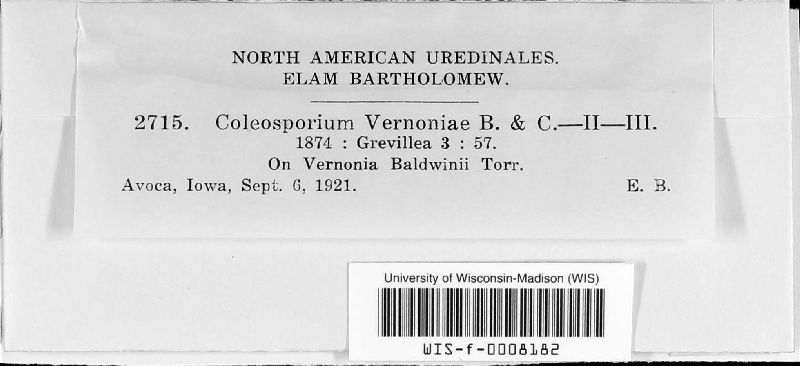 NORTH AMERICAN UREDINALES.
ELAM BARTHOLOMEW.
2715. Coleosporium Vernoniae B. & C.—II—III.
1874 : Grevillea 3 : 57.
On Vernonia Baldwinii Torr.
Avoca, Iowa, Sept. 6, 1921. E. B.
University of Wisconsin-Madison (WIS)
WIS-f-0008182